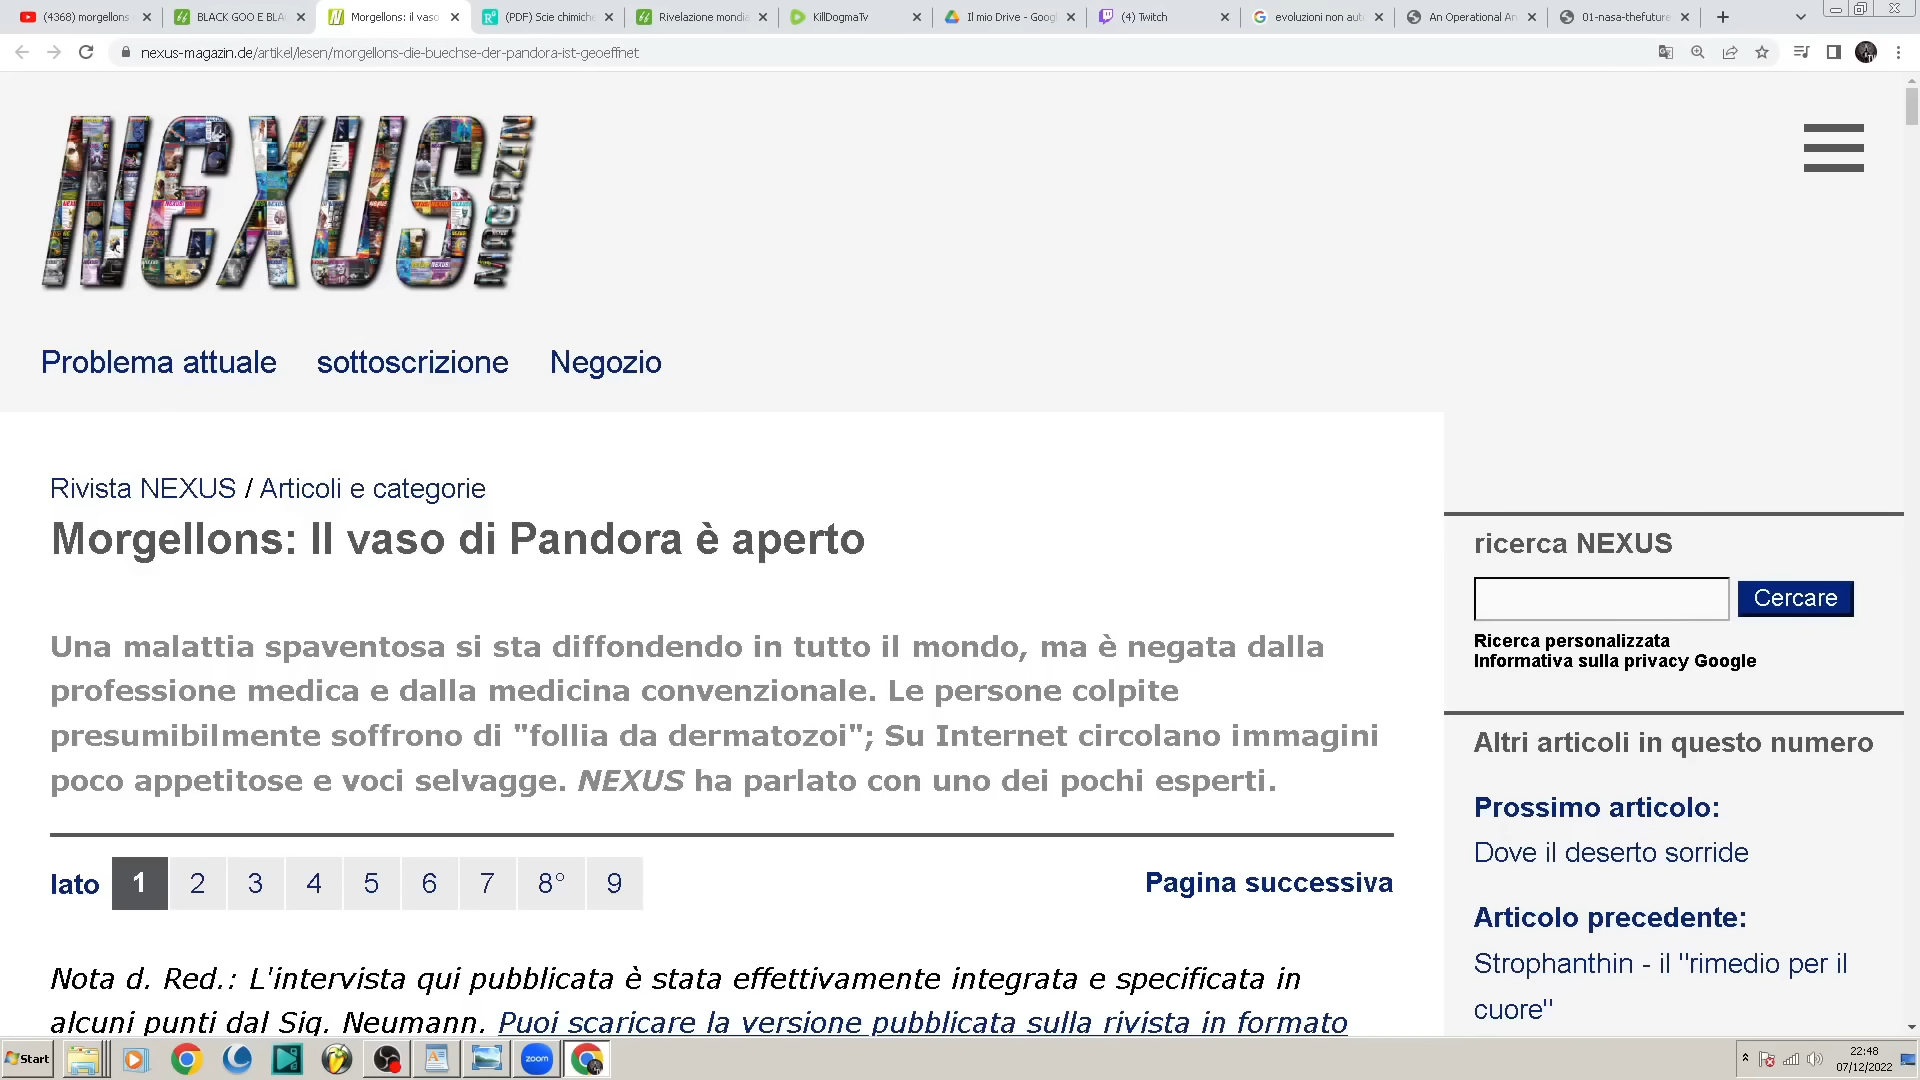 (4368) morgellons
BLACK GOO E BLA
Morgellons: il vaso
(PDF) Scie chimich
Rivelazione mondia
KillDogmaTv
Il mio Drive - Goog
(4) Twitch
evoluzioni non aut
An Operational An
01-nasa-thefuture
nexus-magazin.de/artikel/lesen/morgellons-die-buechse-der-pandora-ist-geoeffnet
NEXUS MAGAZIN
Problema attuale sottoscrizione Negozio
Rivista NEXUS / Articoli e categorie
Morgellons: Il vaso di Pandora è aperto
Una malattia spaventosa si sta diffondendo in tutto il mondo, ma è negata dalla
professione medica e dalla medicina convenzionale. Le persone colpite
presumibilmente soffrono di "follia da dermatozoi"; Su Internet circolano immagini
poco appetitose e voci selvagge. NEXUS ha parlato con uno dei pochi esperti.
lato 1 2 3 4 5 6 7 8° 9 Pagina successiva
Nota d. Red.: L'intervista qui pubblicata è stata effettivamente integrata e specificata in
alcuni punti dal Sig. Neumann. Puoi scaricare la versione pubblicata sulla rivista in formato
ricerca NEXUS
Cercare
Ricerca personalizzata
Informativa sulla privacy Google
Altri articoli in questo numero
Prossimo articolo:
Dove il deserto sorride
Articolo precedente:
Strophanthin - il "rimedio per il
cuore"
Start
zoom
22:48
07/12/2022